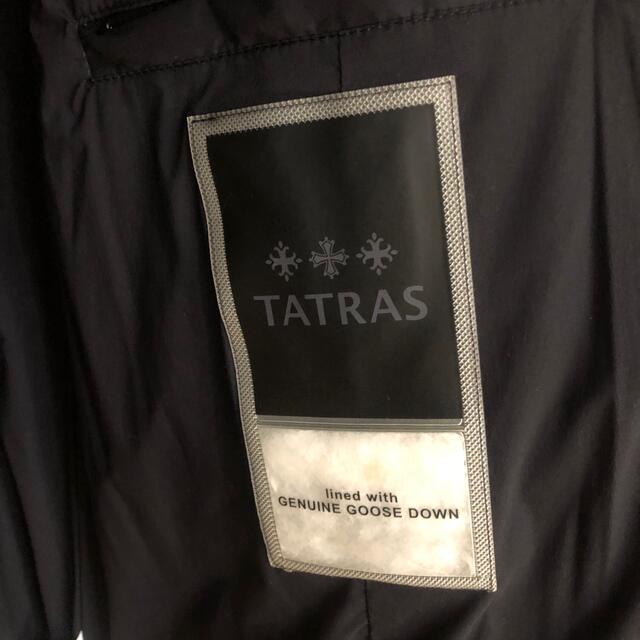 TATRAS
lined with
GENUINE GOOSE DOWN